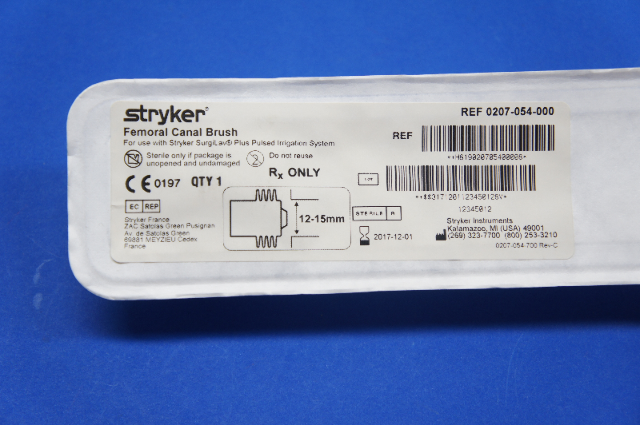 stryker®
REF 0207-054-000
Femoral Canal Brush
For use with Stryker SurgiLav® Plus Pulsed Irrigation System
REF
Sterile only if package is
unopened and undamaged
2
Do not reuse
CE 0197 QTY 1
Rx ONLY
LOT
EC REP
12-15mm
STERILE R
12345012
Stryker France
ZAC Satolas Green Pusignan
Av. de Satolas Green
69881 MEYZIEU Cedex
France
2017-12-01
Stryker Instruments
Kalamazoo, MI (USA) 49001
(269) 323-7700 (800) 253-3210
0207-054-700 Rev-C